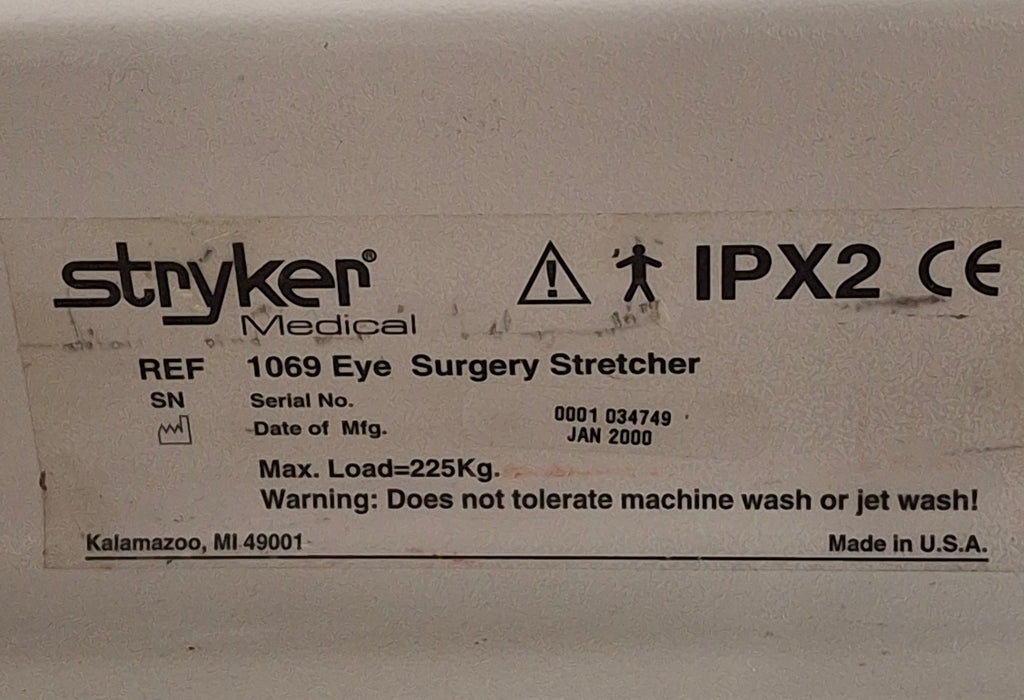 stryker®
Medical
IPX2 CE
REF 1069 Eye Surgery Stretcher
SN Serial No. 0001 034749
Date of Mfg. JAN 2000
Max. Load=225Kg.
Warning: Does not tolerate machine wash or jet wash!
Kalamazoo, MI 49001 Made in U.S.A.